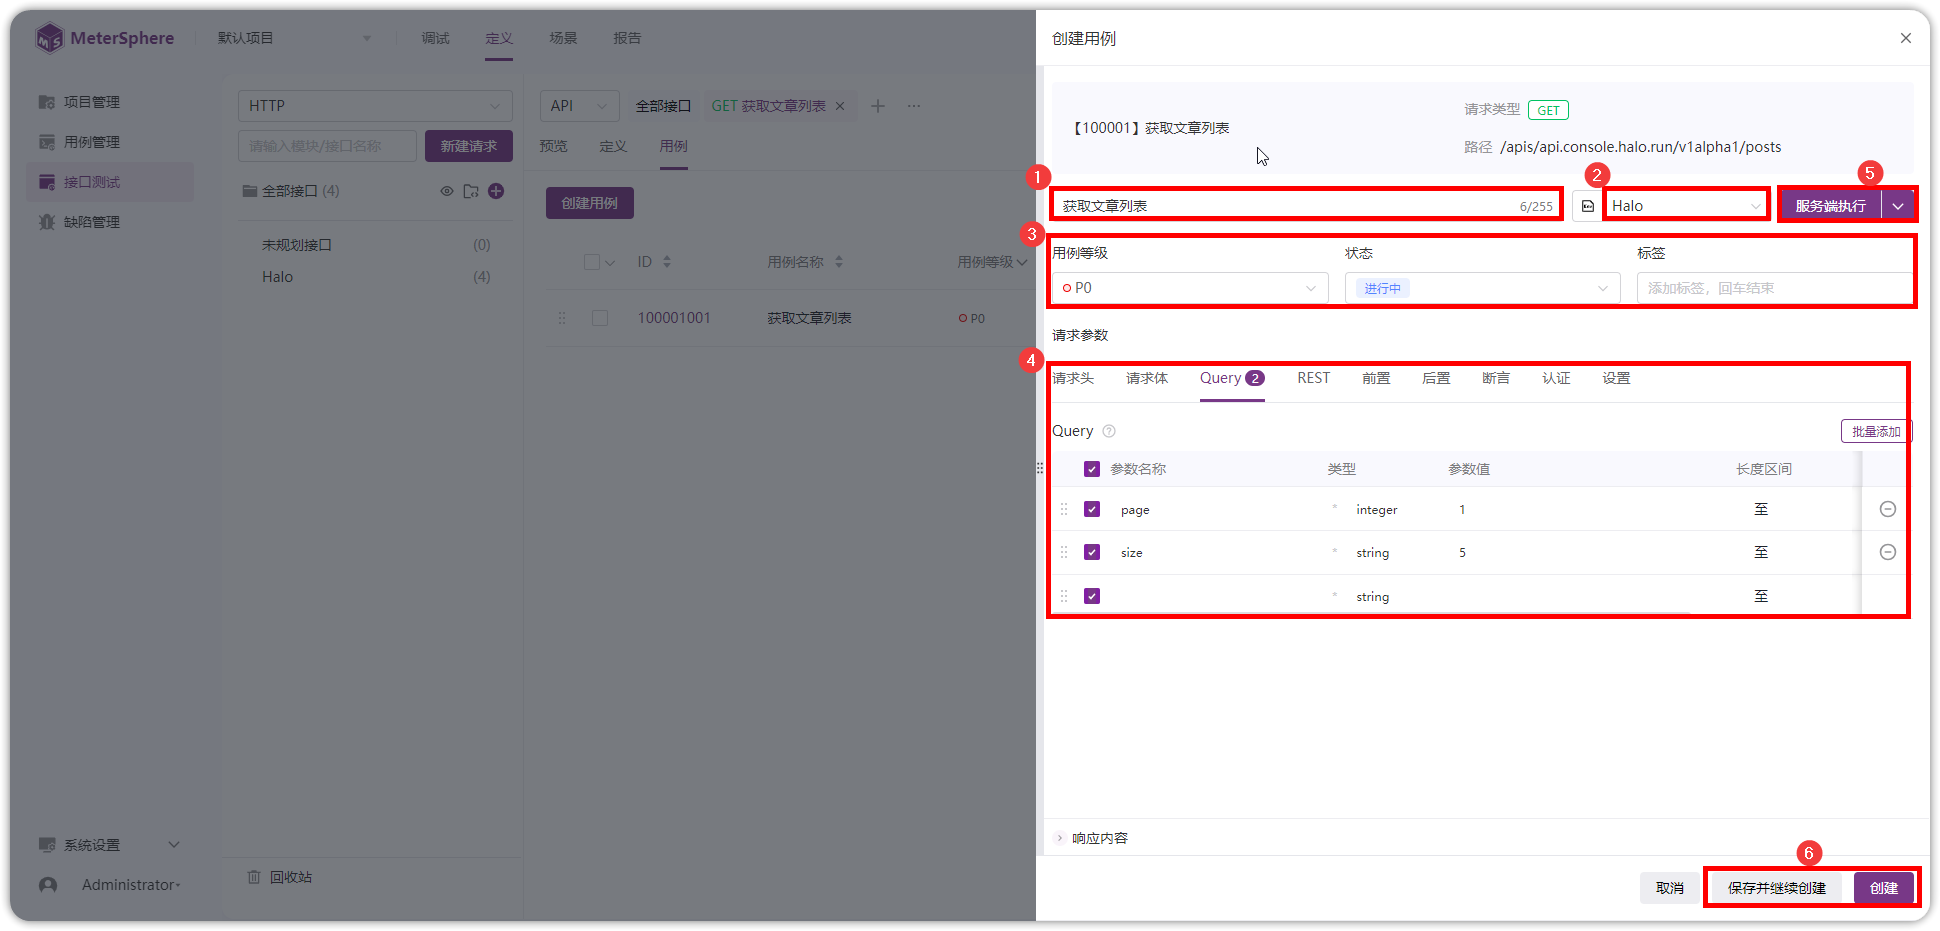 MeterSphere
默认项目
调试
定义
场景
报告
项目管理
用例管理
接口测试
缺陷管理
系统设置
Administrator
HTTP
请输入模块/接口名称
新建请求
全部接口 (4)
未规划接口 (0)
Halo (4)
回收站
API
全部接口
GET 获取文章列表
预览
定义
用例
创建用例
ID
用例名称
用例等级
100001001
获取文章列表
P0
创建用例
【100001】获取文章列表
请求类型 GET
路径 /apis/api.console.halo.run/v1alpha1/posts
1
获取文章列表 6/255
2
Halo
5
服务端执行
3
用例等级
状态
标签
P0
进行中
添加标签，回车结束
请求参数
4
请求头
请求体
Query 2
REST
前置
后置
断言
认证
设置
Query
批量添加
参数名称
类型
参数值
长度区间
page * integer 1 至
size * string 5 至
* string 至
响应内容
6
取消
保存并继续创建
创建